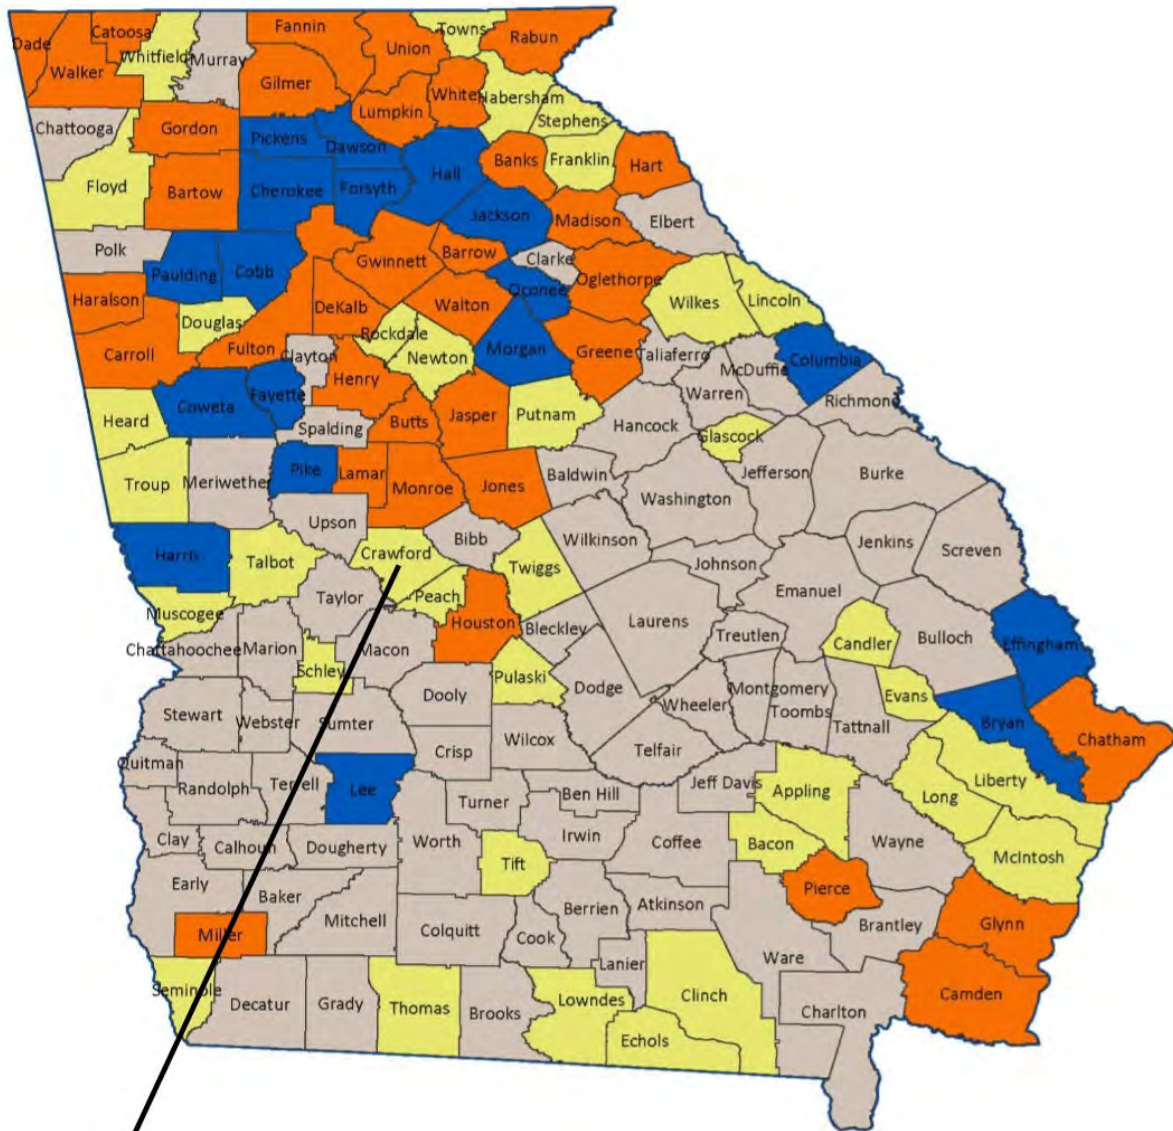 Dade
Catoosa
Fannin
Towns
Rabun
Walker
Whitfield
Murray
Union
Gilmer
White
Habersham
Lumpkin
Stephens
Chattooga
Gordon
Pickens
Dawson
Hall
Banks
Franklin
Hart
Floyd
Bartow
Cherokee
Forsyth
Jackson
Madison
Elbert
Polk
Paulding
Cobb
Gwinnett
Barrow
Clarke
Oconee
Oglethorpe
Haralson
DeKalb
Walton
Wilkes
Lincoln
Douglas
Rockdale
Carroll
Fulton
Clayton
Newton
Morgan
Greene
Taliaferro
McDuffie
Columbia
Henry
Warren
Richmond
Coweta
Fayette
Heard
Spalding
Butts
Jasper
Putnam
Hancock
Glascock
Troup
Meriwether
Pike
Lamar
Monroe
Jones
Baldwin
Jefferson
Burke
Washington
Upson
Bibb
Wilkinson
Jenkins
Screven
Harris
Talbot
Crawford
Twiggs
Johnson
Emanuel
Muscogee
Taylor
Peach
Houston
Bleckley
Laurens
Treutlen
Candler
Bulloch
Effingham
Chattahoochee
Marion
Schley
Macon
Pulaski
Dodge
Wheeler
Montgomery
Toombs
Tattnall
Evans
Bryan
Chatham
Stewart
Webster
Sumter
Dooly
Wilcox
Telfair
Crisp
Quitman
Randolph
Terrell
Lee
Turner
Ben Hill
Jeff Davis
Appling
Long
Liberty
Clay
Calhoun
Dougherty
Worth
Irwin
Coffee
Bacon
Wayne
McIntosh
Tift
Early
Baker
Mitchell
Berrien
Atkinson
Pierce
Brantley
Glynn
Miller
Colquitt
Cook
Lanier
Ware
Seminole
Decatur
Grady
Thomas
Brooks
Lowndes
Clinch
Charlton
Camden
Echols